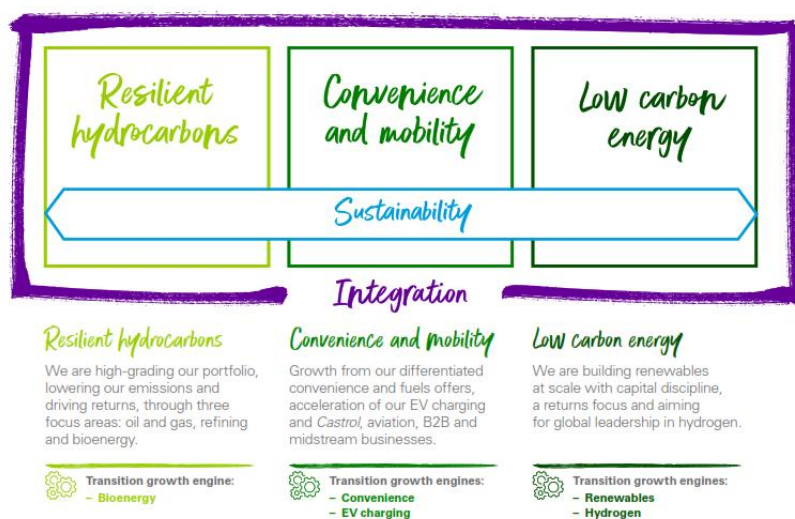 Resilient
hydrocarbons
Convenience
and mobility
Low carbon
energy
Sustainability
Integration
Resilient hydrocarbons
We are high-grading our portfolio,
lowering our emissions and
driving returns, through three
focus areas: oil and gas, refining
and bioenergy.
Transition growth engine:
– Bioenergy
Convenience and mobility
Growth from our differentiated
convenience and fuels offers,
acceleration of our EV charging
and Castrol, aviation, B2B and
midstream businesses.
Transition growth engines:
– Convenience
– EV charging
Low carbon energy
We are building renewables
at scale with capital discipline,
a returns focus and aiming
for global leadership in hydrogen.
Transition growth engines:
– Renewables
– Hydrogen